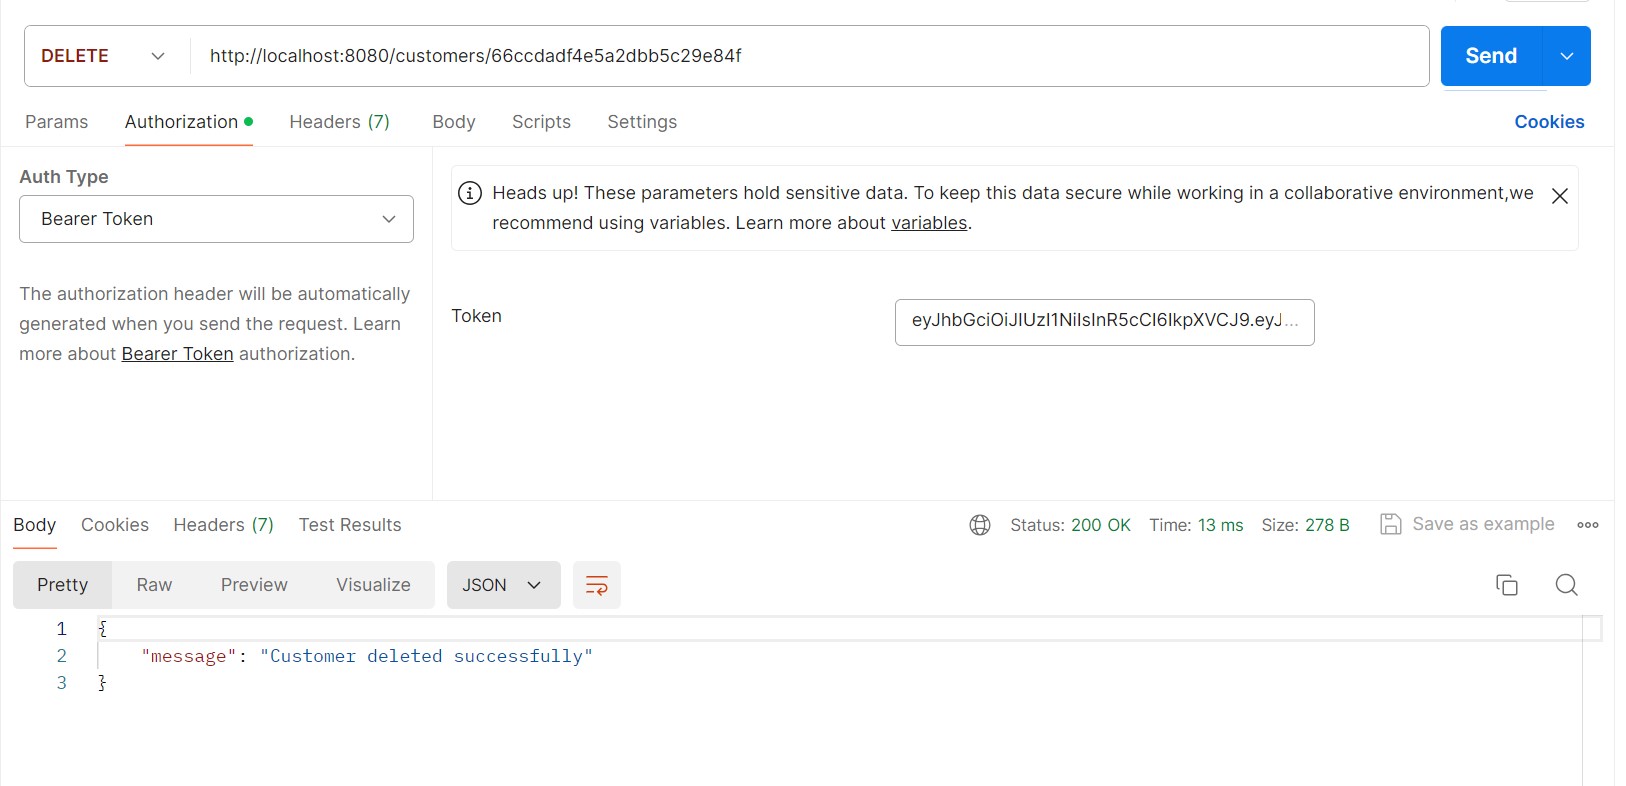 DELETE http://localhost:8080/customers/66ccdadf4e5a2dbb5c29e84f Send
Params Authorization Headers (7) Body Scripts Settings Cookies
Auth Type
Bearer Token
The authorization header will be automatically
generated when you send the request. Learn
more about Bearer Token authorization.
Heads up! These parameters hold sensitive data. To keep this data secure while working in a collaborative environment,we
recommend using variables. Learn more about variables.
Token eyJhbGciOiJIUzI1NiIsInR5cCI6IkpXVCJ9.eyJ...
Body Cookies Headers (7) Test Results Status: 200 OK Time: 13 ms Size: 278 B Save as example
Pretty Raw Preview Visualize JSON
1 {
2 "message": "Customer deleted successfully"
3 }